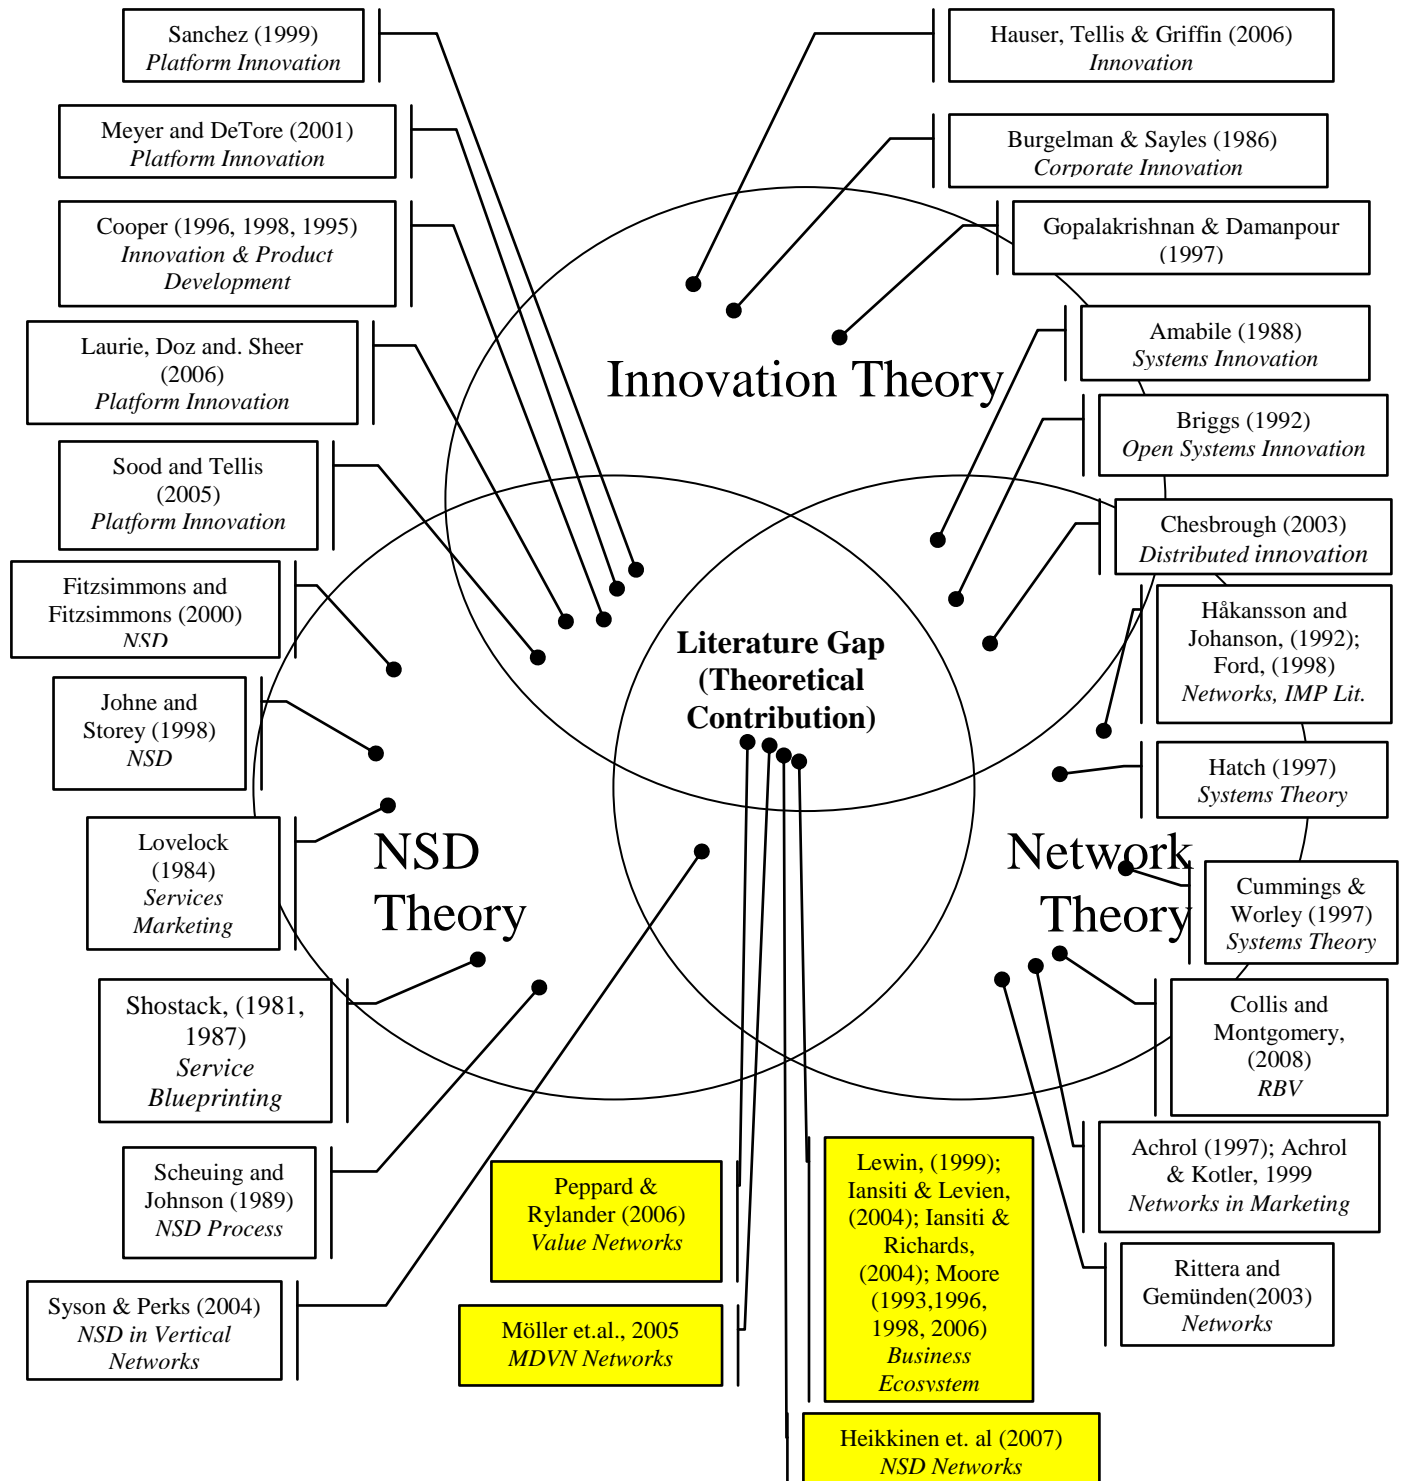 Sanchez (1999)
Platform Innovation
Meyer and DeTore (2001)
Platform Innovation
Cooper (1996, 1998, 1995)
Innovation & Product
Development
Laurie, Doz and. Sheer
(2006)
Platform Innovation
Sood and Tellis
(2005)
Platform Innovation
Fitzsimmons and
Fitzsimmons (2000)
NSD
Johne and
Storey (1998)
NSD
Lovelock
(1984)
Services
Marketing
Shostack, (1981,
1987)
Service
Blueprinting
Scheuing and
Johnson (1989)
NSD Process
Syson & Perks (2004)
NSD in Vertical
Networks
Hauser, Tellis & Griffin (2006)
Innovation
Burgelman & Sayles (1986)
Corporate Innovation
Gopalakrishnan & Damanpour
(1997)
Amabile (1988)
Systems Innovation
Briggs (1992)
Open Systems Innovation
Chesbrough (2003)
Distributed innovation
Håkansson and
Johanson, (1992);
Ford, (1998)
Networks, IMP Lit.
Hatch (1997)
Systems Theory
Cummings &
Worley (1997)
Systems Theory
Collis and
Montgomery,
(2008)
RBV
Achrol (1997); Achrol
& Kotler, 1999
Networks in Marketing
Rittera and
Gemünden(2003)
Networks
Innovation Theory
Literature Gap
(Theoretical
Contribution)
NSD
Theory
Network
Theory
Peppard &
Rylander (2006)
Value Networks
Möller et.al., 2005
MDVN Networks
Lewin, (1999);
Iansiti & Levien,
(2004); Iansiti &
Richards,
(2004); Moore
(1993,1996,
1998, 2006)
Business
Ecosystem
Heikkinen et. al (2007)
NSD Networks